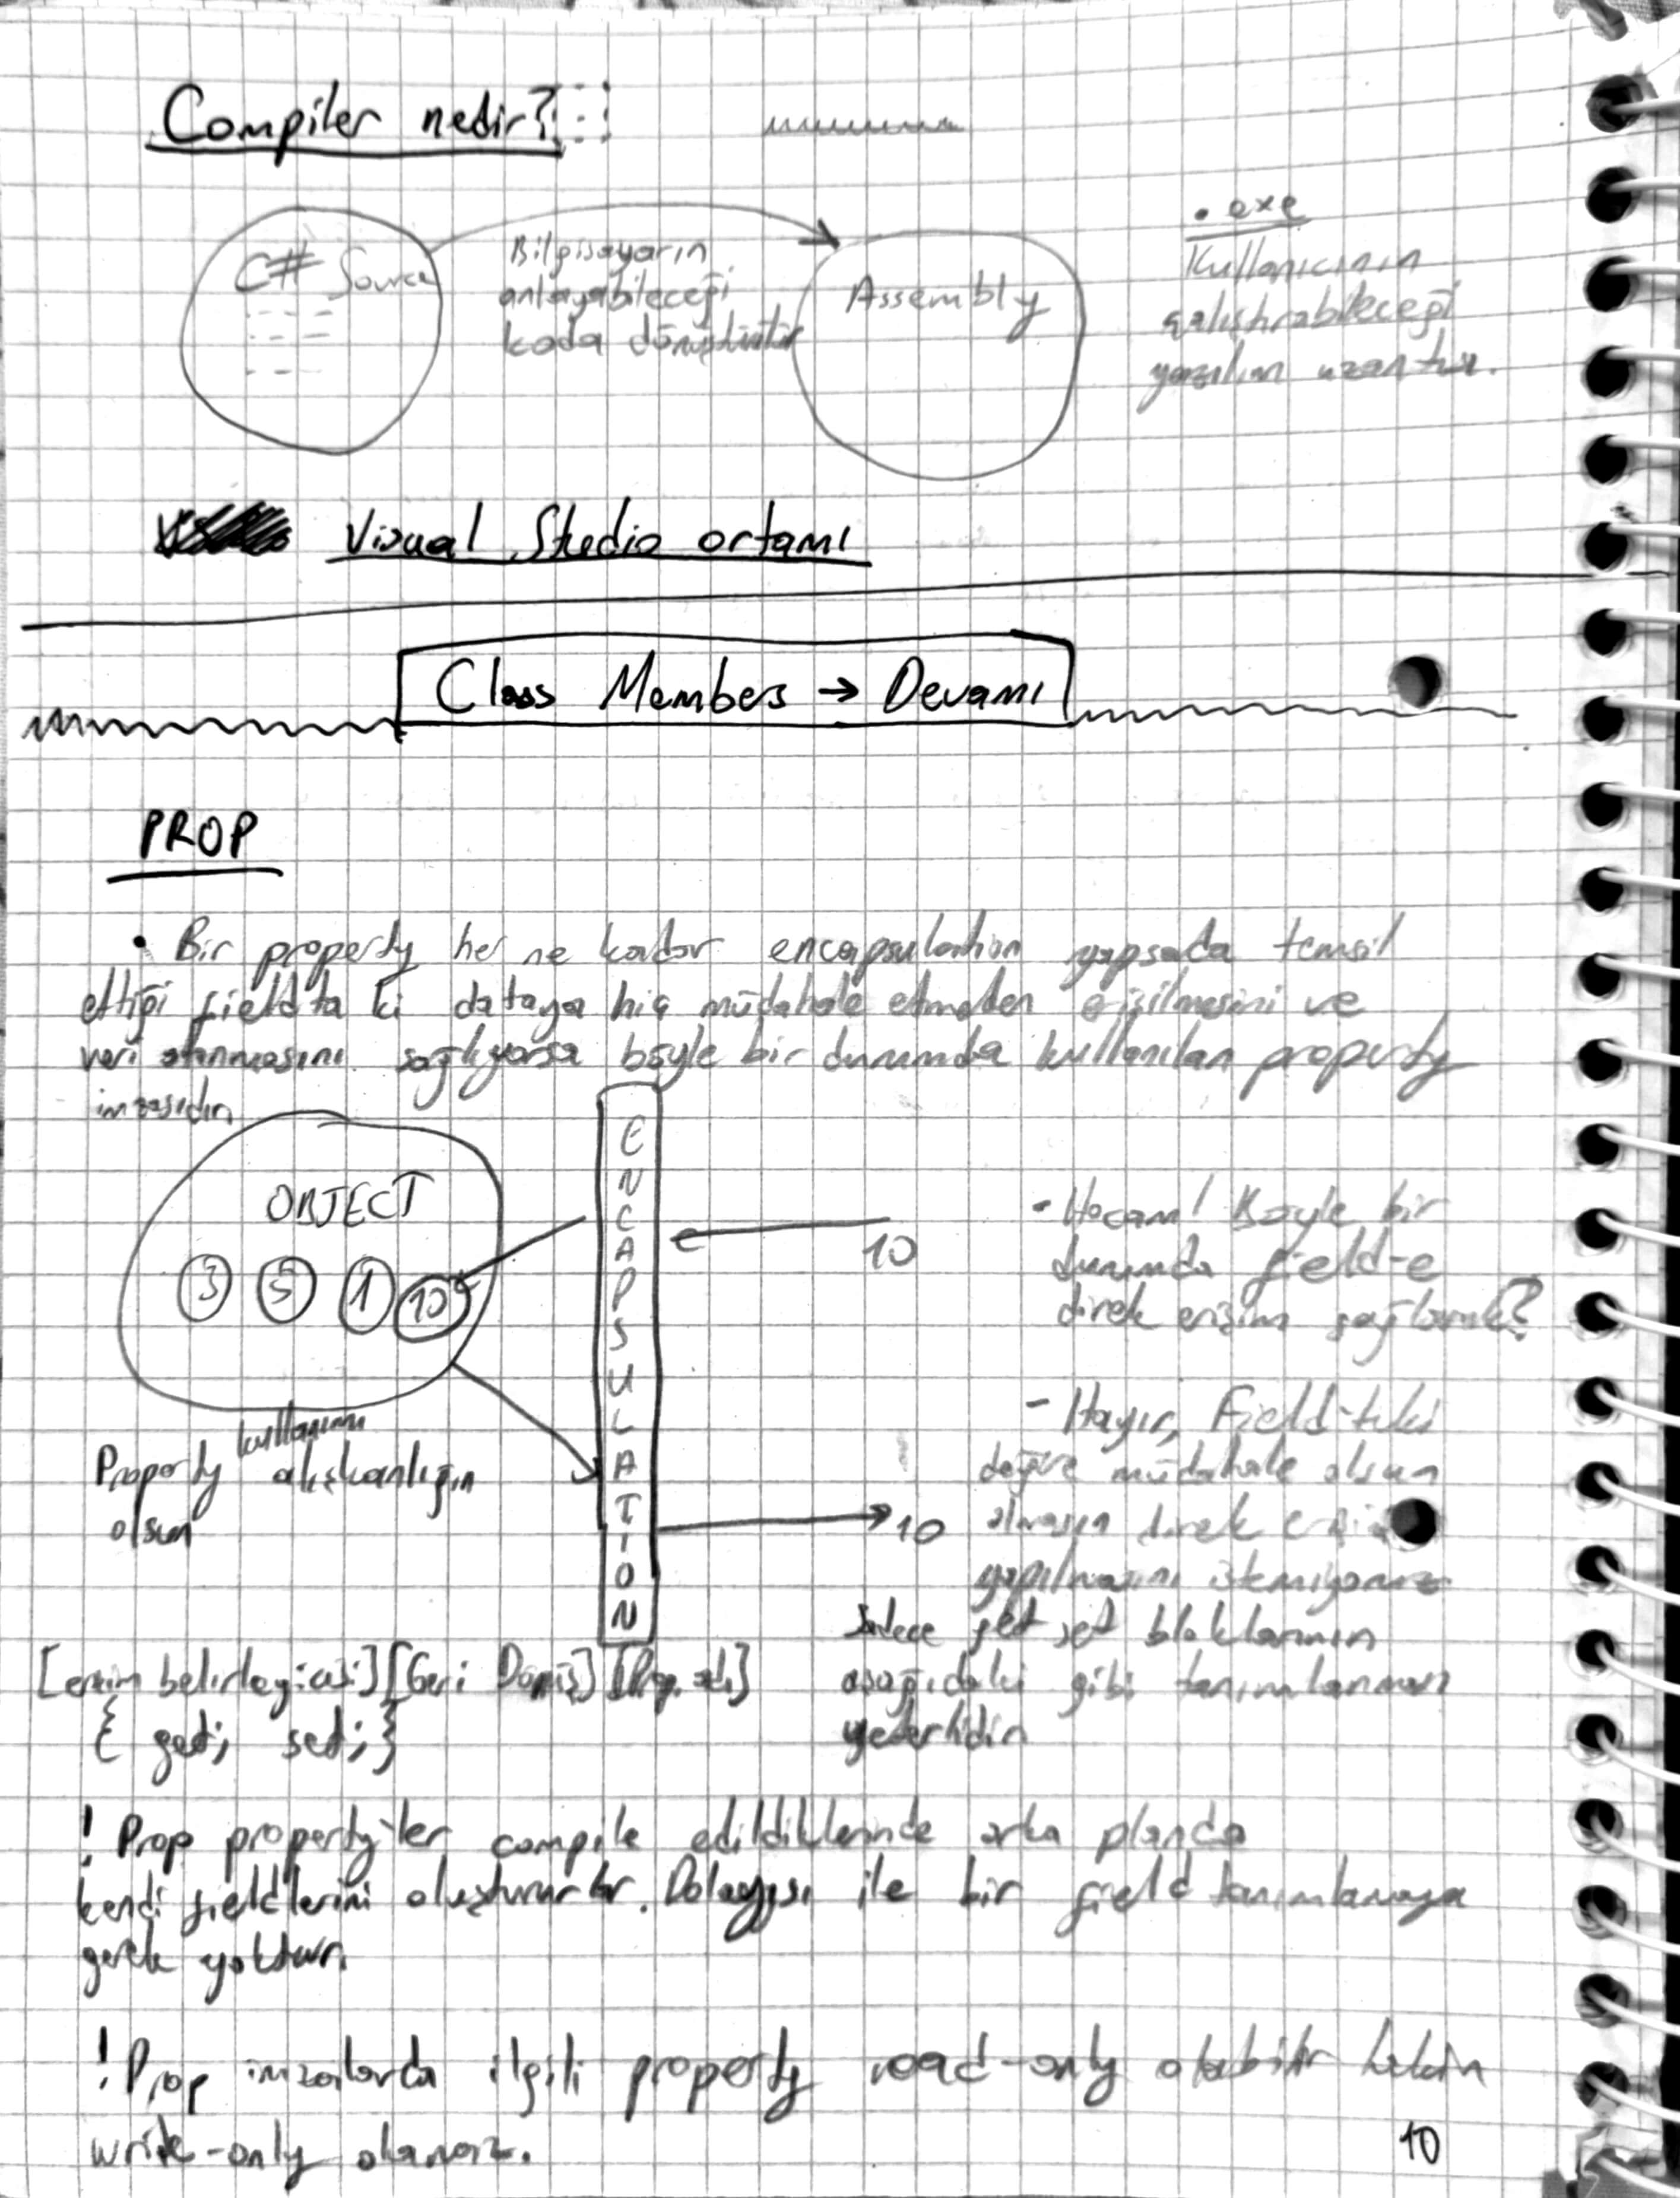 Compiler nedir?
C# Source
Bilgisayarın
anlayabileceği
koda dönüştürür
Assembly
.exe
Kullanıcının
çalıştırabileceği
yazılım uzantısı.
Visual Studio ortamı
Class Members → Devamı
PROP
• Bir property her ne kadar encapsulation yapsada temsil
ettiği fieldta ki dataya hiç müdahale etmeden erişilmesini ve
veri atanmasını sağlıyorsa böyle bir durumda kullanılan property
imzasıdır.
OBJECT
3 5 1 10
ENCAPSULATION
10
10
Property kullanımı alışkanlığın
olsun
- Hocam! Böyle bir
durumda field-e
direk erişim sağlamak?
- Hayır, Field-teki
değere müdahale olsun
olmasın direk erişim
yapılmasını istemiyoruz
Sadece get set bloklarının
aşağıdaki gibi tanımlanması
yeterlidir.
[erişim belirleyicisi] [Geri Dönüş] [Prop. adı]
{ get; set; }
! Prop property-ler compile edildiklerinde arka planda
kendi fieldlerini oluştururlar. Dolayısı ile bir field tanımlamaya
gerek yoktur.
! Prop imzalarda ilgili property read-only olabilir lakin
write-only olamaz.
10